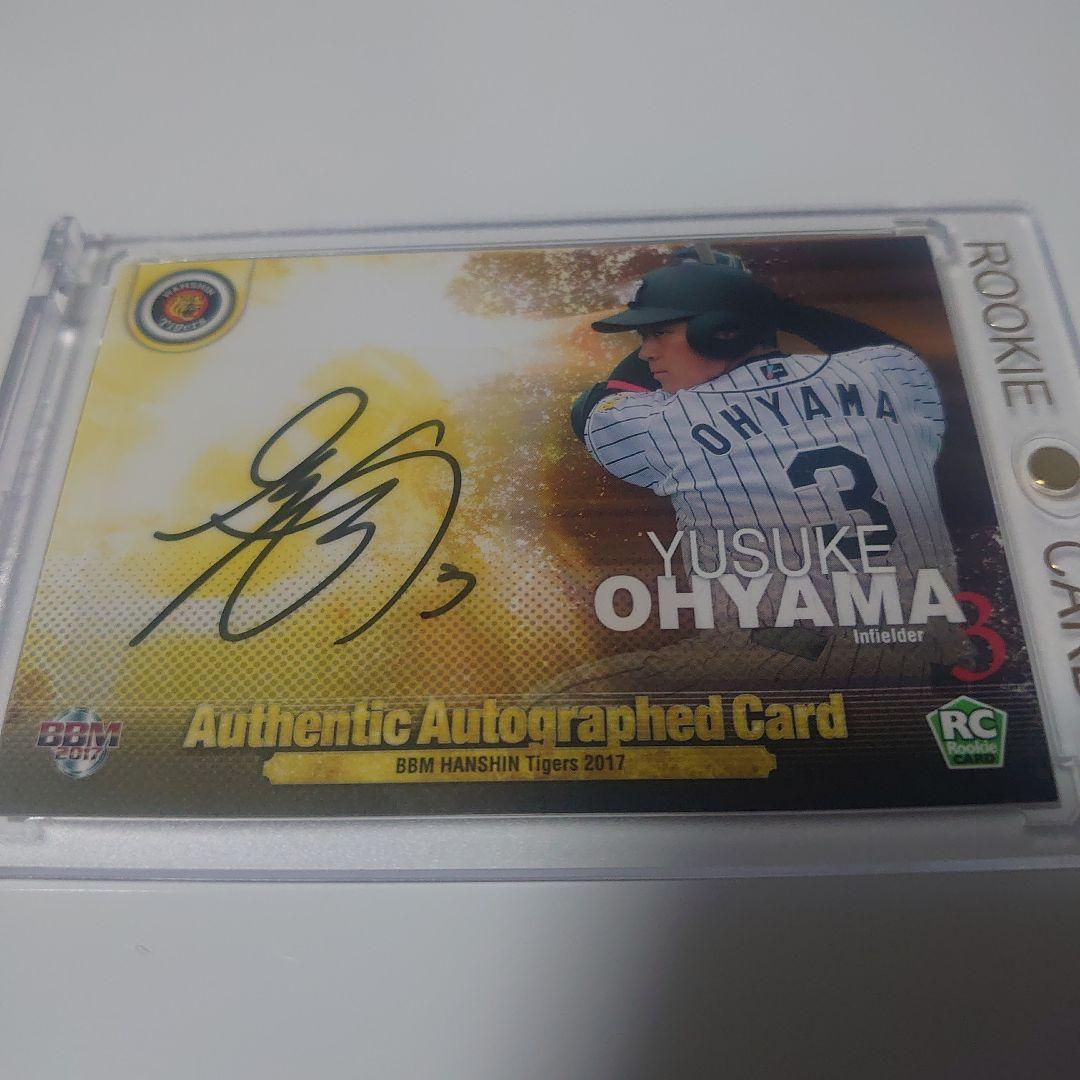 HANSHIN
Tigers
OHYAMA
3
YUSUKE
OHYAMA
Infielder
3
3
Authentic Autographed Card
BBM HANSHIN Tigers 2017
BBM
2017
RC
Rookie
CARD
ROOKIE
CARD